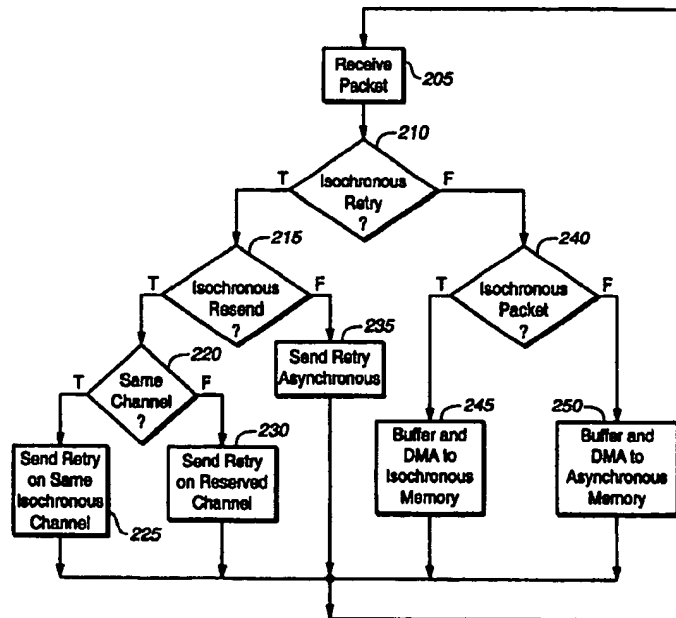 Receive
Packet
205
210
Isochronous
Retry
?
T
F
215
Isochronous
Resend
?
T
F
240
Isochronous
Packet
?
T
F
220
Same
Channel
?
T
F
235
Send Retry
Asynchronous
Send Retry
on Same
Isochronous
Channel
225
230
Send Retry
on Reserved
Channel
245
Buffer and
DMA to
Isochronous
Memory
250
Buffer and
DMA to
Asynchronous
Memory